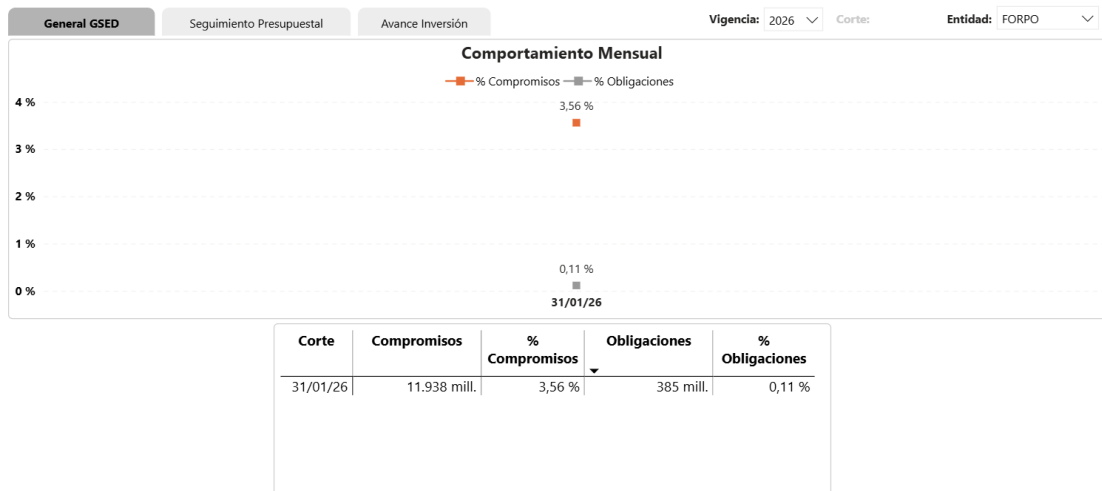 General GSED Seguimiento Presupuestal Avance Inversión Vigencia: 2026 Corte: Entidad: FORPO
Comportamiento Mensual
% Compromisos % Obligaciones
4 %
3,56 %
3 %
2 %
1 %
0,11 %
0 %
31/01/26
Corte Compromisos % Compromisos Obligaciones % Obligaciones
31/01/26 11.938 mill. 3,56 % 385 mill. 0,11 %